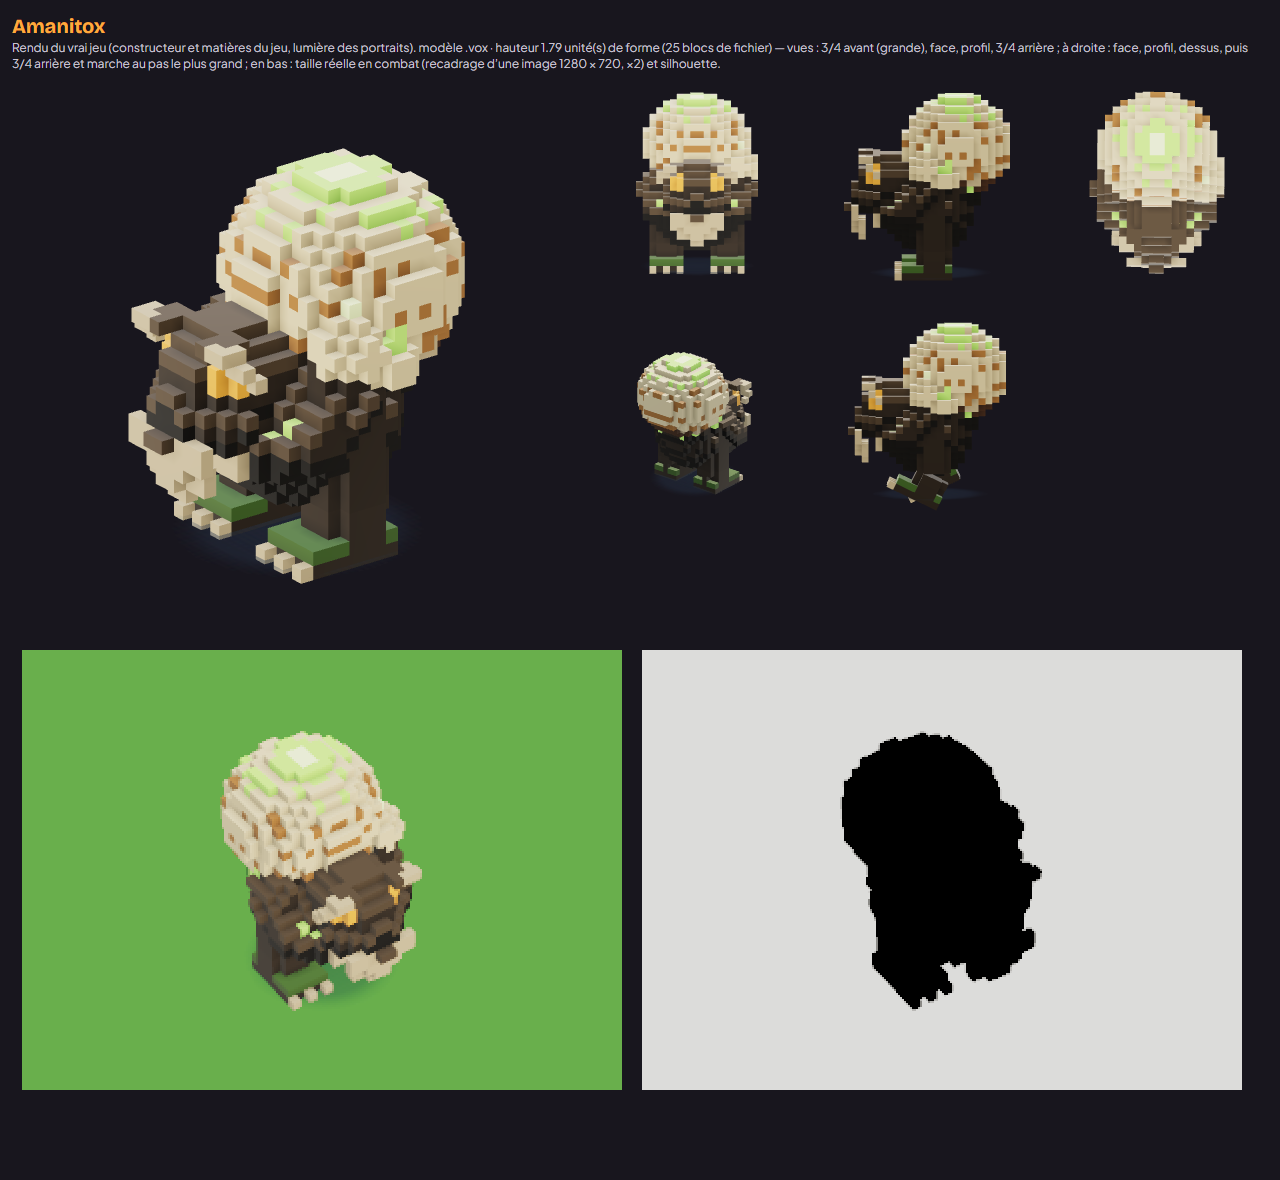 Amanitox
Rendu du vrai jeu (constructeur et matières du jeu, lumière des portraits). modèle .vox · hauteur 1.79 unité(s) de forme (25 blocs de fichier) — vues : 3/4 avant (grande), face, profil, 3/4 arrière ; à droite : face, profil, dessus, puis
3/4 arrière et marche au pas le plus grand ; en bas : taille réelle en combat (recadrage d'une image 1280 × 720, ×2) et silhouette.